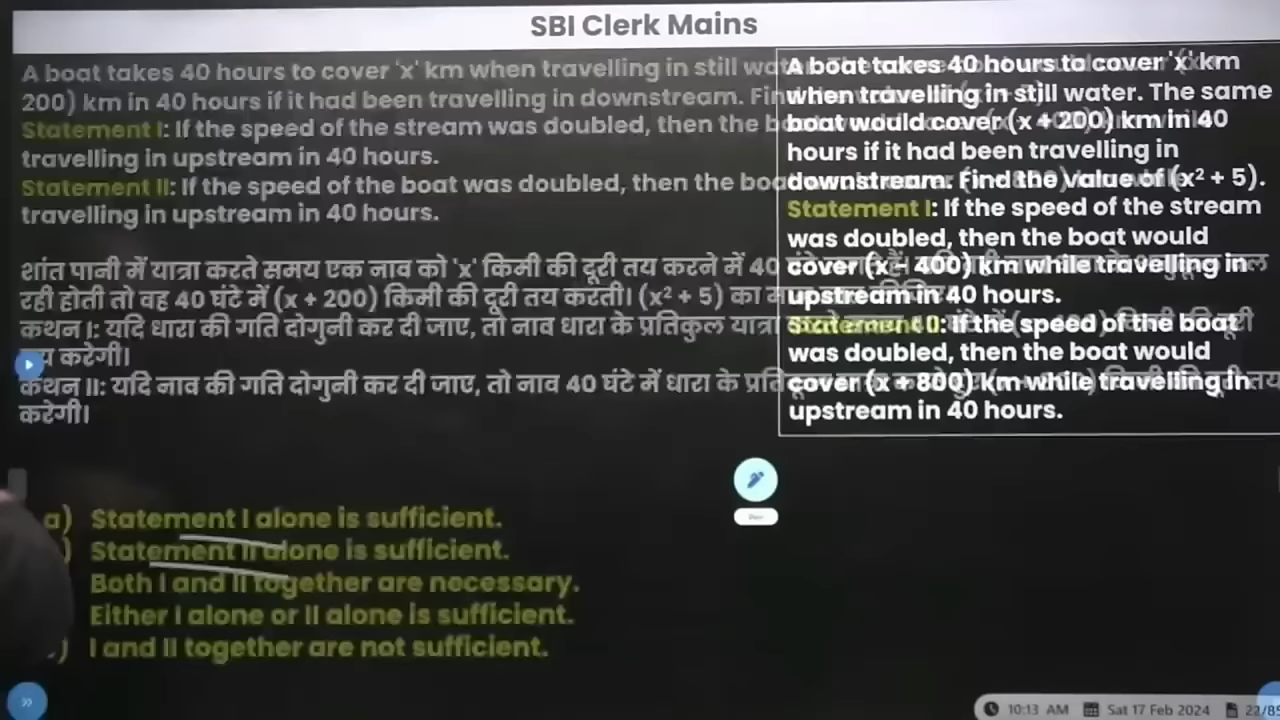 SBI Clerk Mains
A boat takes 40 hours to cover 'x' km when travelling in still
200) km in 40 hours if it had been travelling in downstream.
Statement I: If the speed of the stream was doubled, then the
travelling in upstream in 40 hours.
Statement II: If the speed of the boat was doubled, then the
travelling in upstream in 40 hours.
शांत पानी में यात्रा करते समय एक नाव को 'x' किमी की दूरी तय करने में 40
रही होती तो वह 40 घंटे में (x + 200) किमी की दूरी तय करती। (x² + 5) का
कथन I: यदि धारा की गति दोगुनी कर दी जाए, तो नाव धारा के प्रतिकुल यात्रा
करेगी।
कथन II: यदि नाव की गति दोगुनी कर दी जाए, तो नाव 40 घंटे में धारा के
करेगी।
A boat takes 40 hours to cover 'x' km
when travelling in still water. The same
boat would cover (x + 200) km in 40
hours if it had been travelling in
downstream. Find the value of (x² + 5).
Statement I: If the speed of the stream
was doubled, then the boat would
cover (x – 400) km while travelling in
upstream in 40 hours.
Statement II: If the speed of the boat
was doubled, then the boat would
cover (x + 800) km while travelling in
upstream in 40 hours.
a) Statement I alone is sufficient.
) Statement II alone is sufficient.
Both I and II together are necessary.
Either I alone or II alone is sufficient.
) I and II together are not sufficient.
10:13 AM Sat 17 Feb 2024